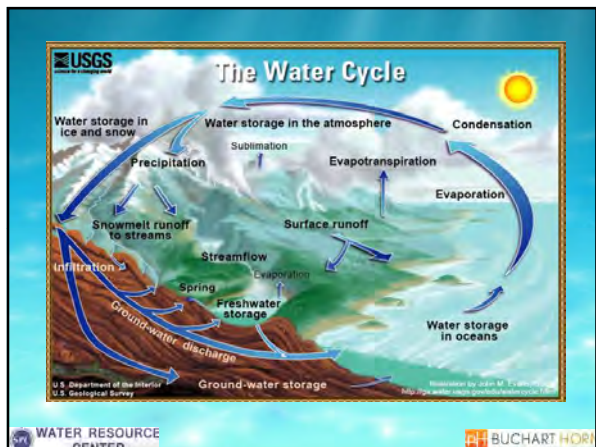 USGS
science for a changing world
The Water Cycle
Water storage in
ice and snow
Water storage in the atmosphere
Condensation
Sublimation
Precipitation
Evapotranspiration
Evaporation
Snowmelt runoff
to streams
Surface runoff
Streamflow
Infiltration
Evaporation
Spring
Freshwater
storage
Ground-water discharge
Water storage
in oceans
U.S. Department of the Interior
U.S. Geological Survey
Ground-water storage
WATER RESOURCE
CENTER
BUCHART HORN